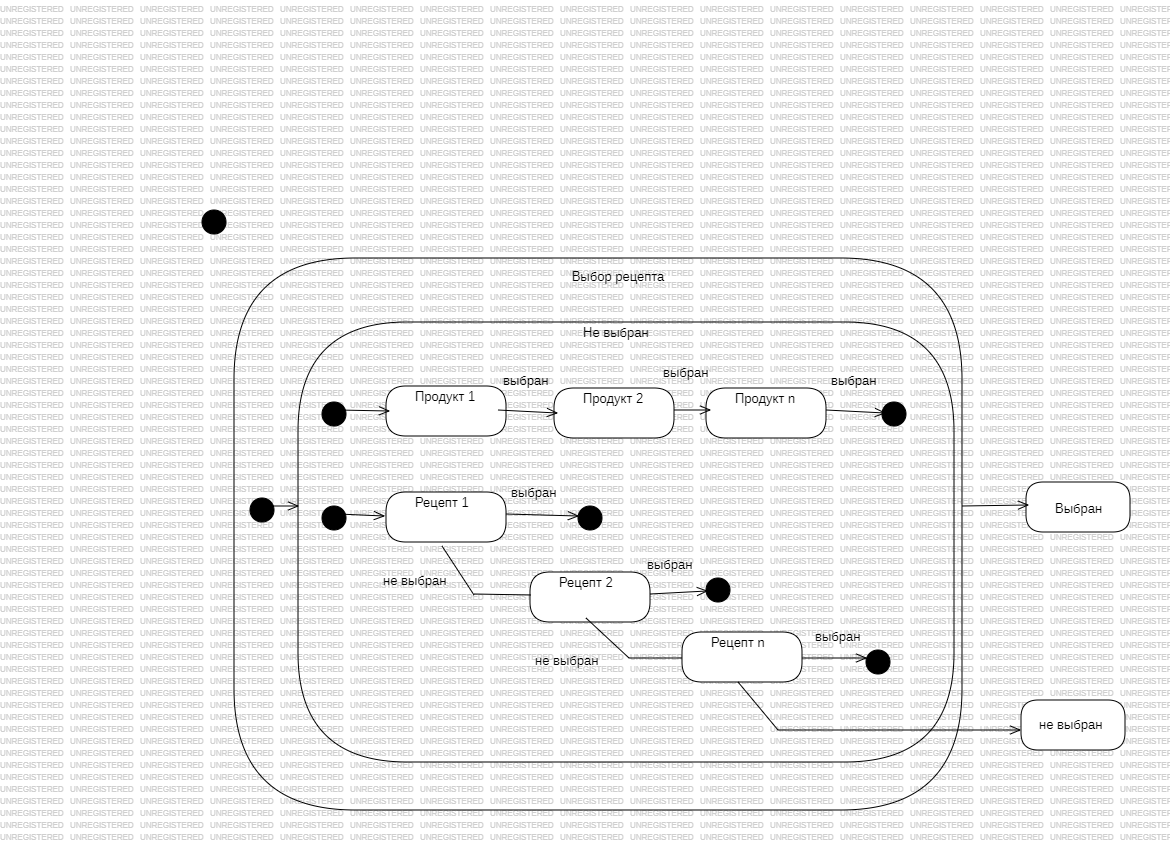 Выбор рецепта
Не выбран
Продукт 1
выбран
Продукт 2
выбран
Продукт n
выбран
Рецепт 1
выбран
Выбран
не выбран
Рецепт 2
выбран
не выбран
Рецепт n
выбран
не выбран
UNREGISTERED